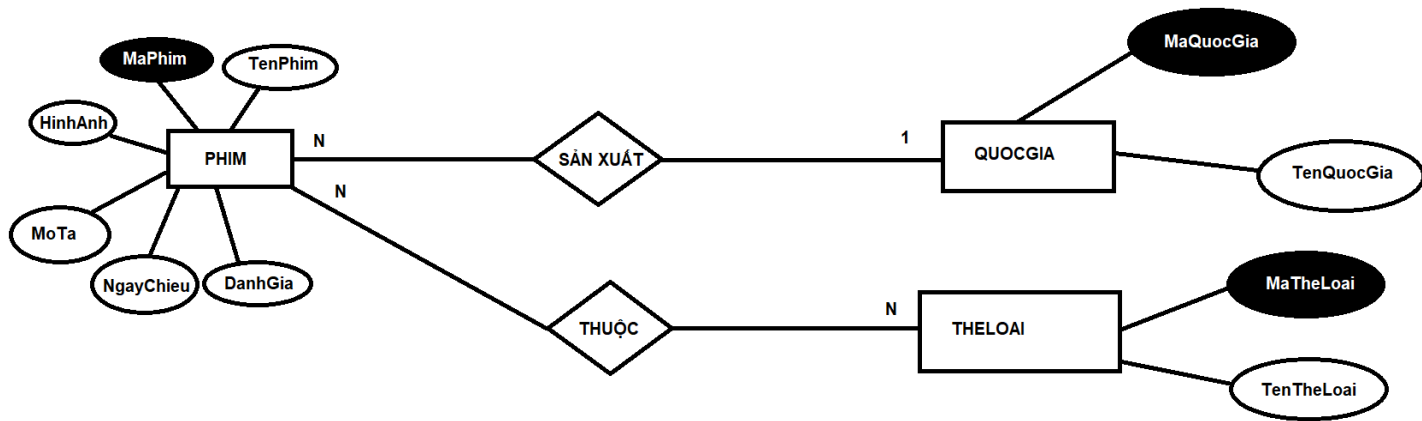 MaPhim
TenPhim
HinhAnh
PHIM
MoTa
NgayChieu
DanhGia
N
N
SẢN XUẤT
1
QUOCGIA
MaQuocGia
TenQuocGia
THUỘC
N
THELOAI
MaTheLoai
TenTheLoai